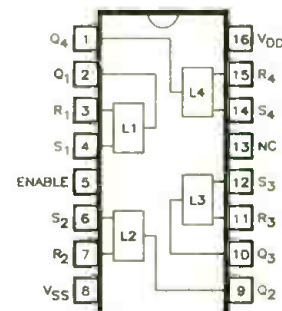 Q4 1 16 VDD
Q1 2 15 R4
R1 3 L4 14 S4
S1 4 L1 13 NC
ENABLE 5 12 S3
S2 6 L3 11 R3
R2 7 L2 10 Q3
VSS 8 9 Q2